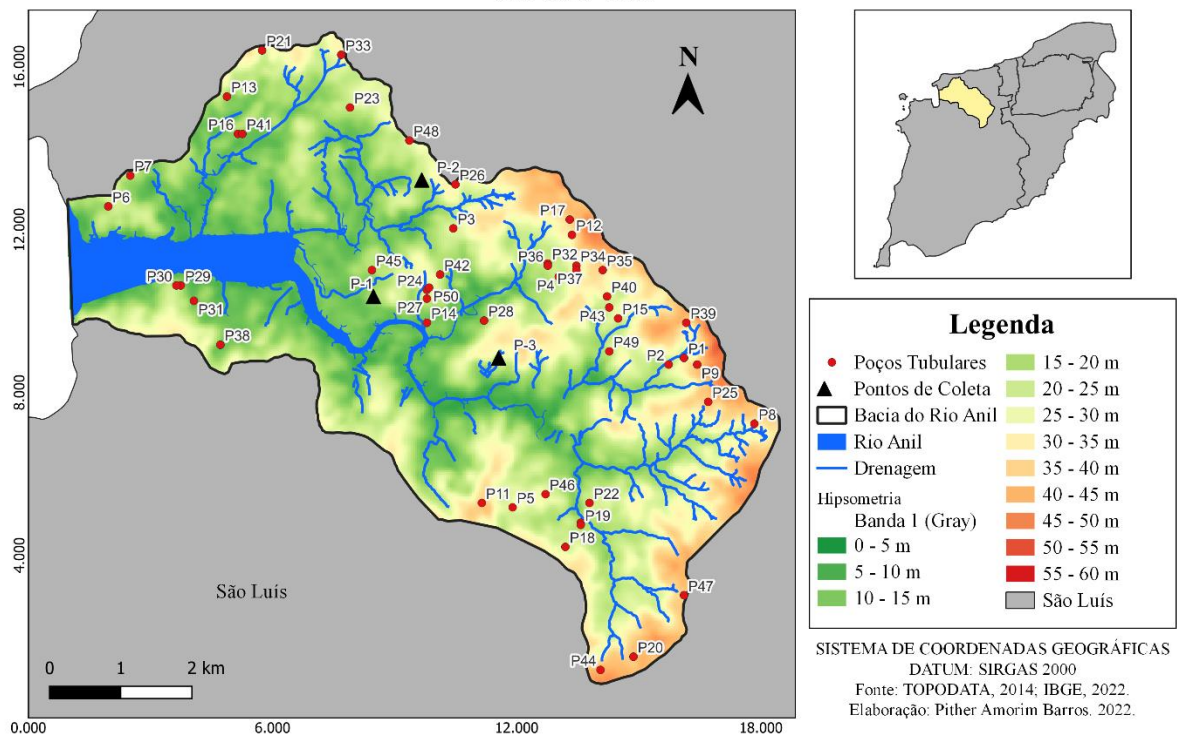 P21
P33
P13
P23
P16
P41
P48
P-2
P26
P7
P6
P3
P17
P12
P36
P32
P34
P35
P4
P37
P45
P42
P24
P-1
P50
P27
P14
P28
P40
P43
P15
P39
P30
P29
P31
P38
P-3
P49
P2
P1
P9
P25
P8
P11
P5
P46
P22
P19
P18
P47
P20
P44
N
São Luís
0 1 2 km
16.000
12.000
8.000
4.000
0.000
6.000
12.000
18.000
Legenda
Poços Tubulares
Pontos de Coleta
Bacia do Rio Anil
Rio Anil
Drenagem
Hipsometria
Banda 1 (Gray)
0 - 5 m
5 - 10 m
10 - 15 m
15 - 20 m
20 - 25 m
25 - 30 m
30 - 35 m
35 - 40 m
40 - 45 m
45 - 50 m
50 - 55 m
55 - 60 m
São Luís
SISTEMA DE COORDENADAS GEOGRÁFICAS
DATUM: SIRGAS 2000
Fonte: TOPODATA, 2014; IBGE, 2022.
Elaboração: Pither Amorim Barros. 2022.